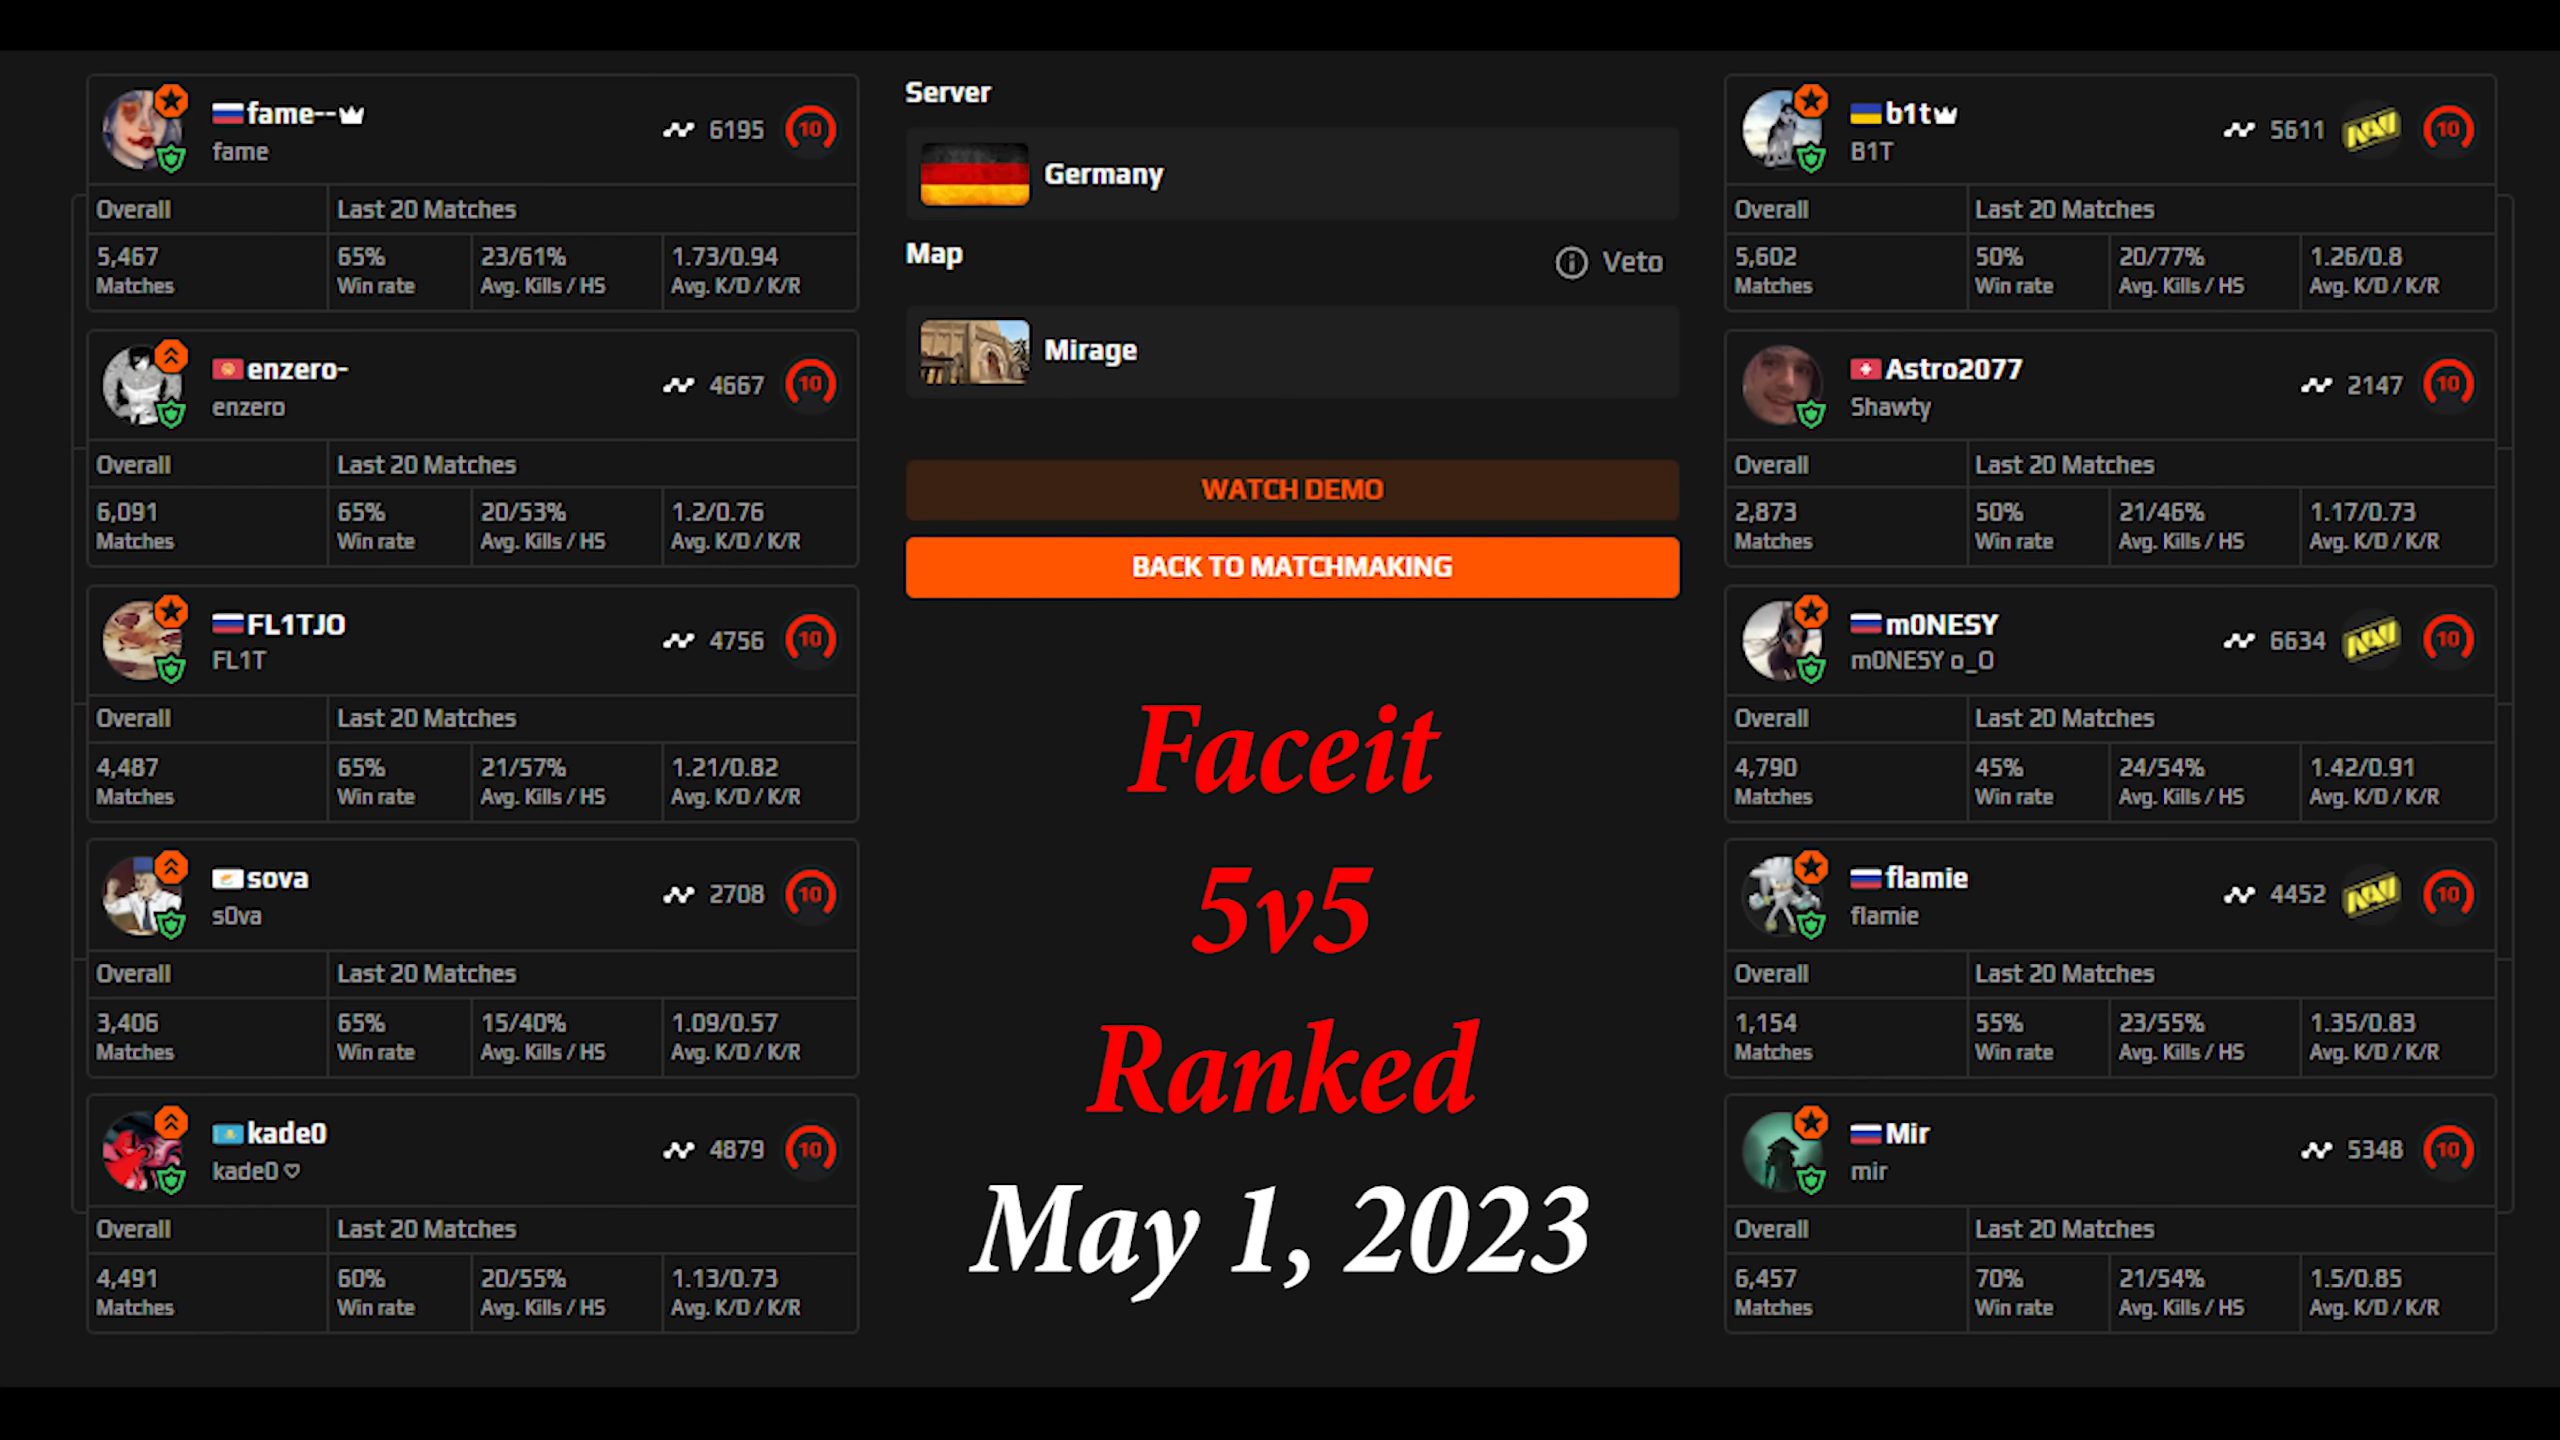 fame--
fame
6195
10
Overall
Last 20 Matches
5,467
Matches
65%
Win rate
23/61%
Avg. Kills / HS
1.73/0.94
Avg. K/D / K/R
enzero-
enzero
4667
10
Overall
Last 20 Matches
6,091
Matches
65%
Win rate
20/53%
Avg. Kills / HS
1.2/0.76
Avg. K/D / K/R
FL1TJO
FL1T
4756
10
Overall
Last 20 Matches
4,487
Matches
65%
Win rate
21/57%
Avg. Kills / HS
1.21/0.82
Avg. K/D / K/R
sova
s0va
2708
10
Overall
Last 20 Matches
3,406
Matches
65%
Win rate
15/40%
Avg. Kills / HS
1.09/0.57
Avg. K/D / K/R
kade0
kade0 ♡
4879
10
Overall
Last 20 Matches
4,491
Matches
60%
Win rate
20/55%
Avg. Kills / HS
1.13/0.73
Avg. K/D / K/R
Server
Germany
Map
Veto
Mirage
WATCH DEMO
BACK TO MATCHMAKING
Faceit
5v5
Ranked
May 1, 2023
b1t
B1T
5611
NAVI
10
Overall
Last 20 Matches
5,602
Matches
50%
Win rate
20/77%
Avg. Kills / HS
1.26/0.8
Avg. K/D / K/R
Astro2077
Shawty
2147
10
Overall
Last 20 Matches
2,873
Matches
50%
Win rate
21/46%
Avg. Kills / HS
1.17/0.73
Avg. K/D / K/R
m0NESY
m0NESY o_O
6634
NAVI
10
Overall
Last 20 Matches
4,790
Matches
45%
Win rate
24/54%
Avg. Kills / HS
1.42/0.91
Avg. K/D / K/R
flamie
flamie
4452
NAVI
10
Overall
Last 20 Matches
1,154
Matches
55%
Win rate
23/55%
Avg. Kills / HS
1.35/0.83
Avg. K/D / K/R
Mir
mir
5348
10
Overall
Last 20 Matches
6,457
Matches
70%
Win rate
21/54%
Avg. Kills / HS
1.5/0.85
Avg. K/D / K/R